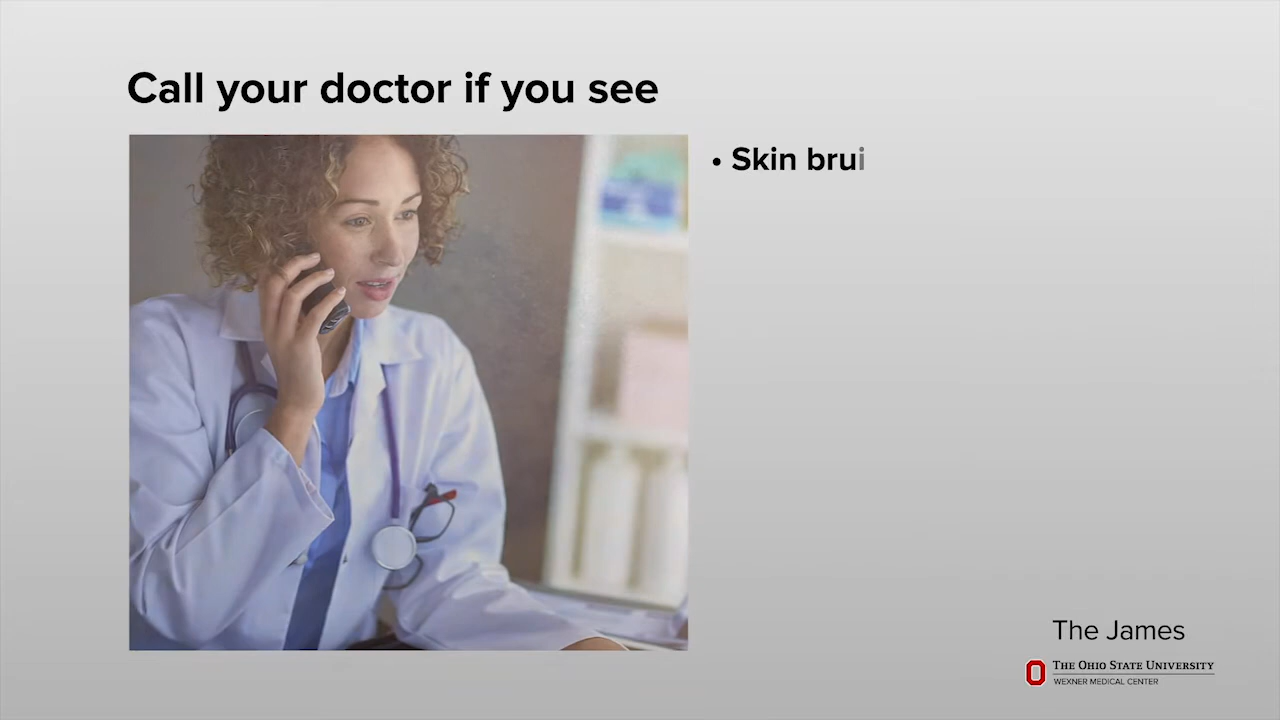 Call your doctor if you see
• Skin brui
The James
THE OHIO STATE UNIVERSITY
WEXNER MEDICAL CENTER